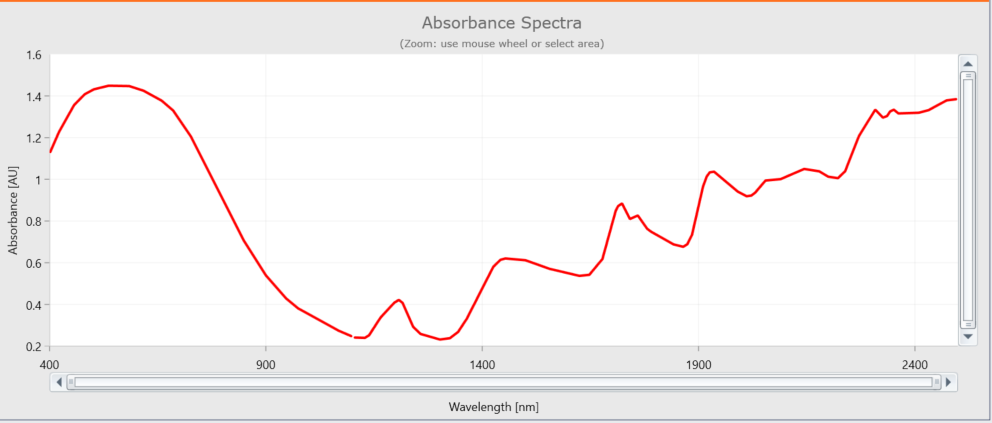 Absorbance Spectra
(Zoom: use mouse wheel or select area)
1.6
1.4
1.2
1
0.8
0.6
0.4
0.2
Absorbance [AU]
400 900 1400 1900 2400
Wavelength [nm]